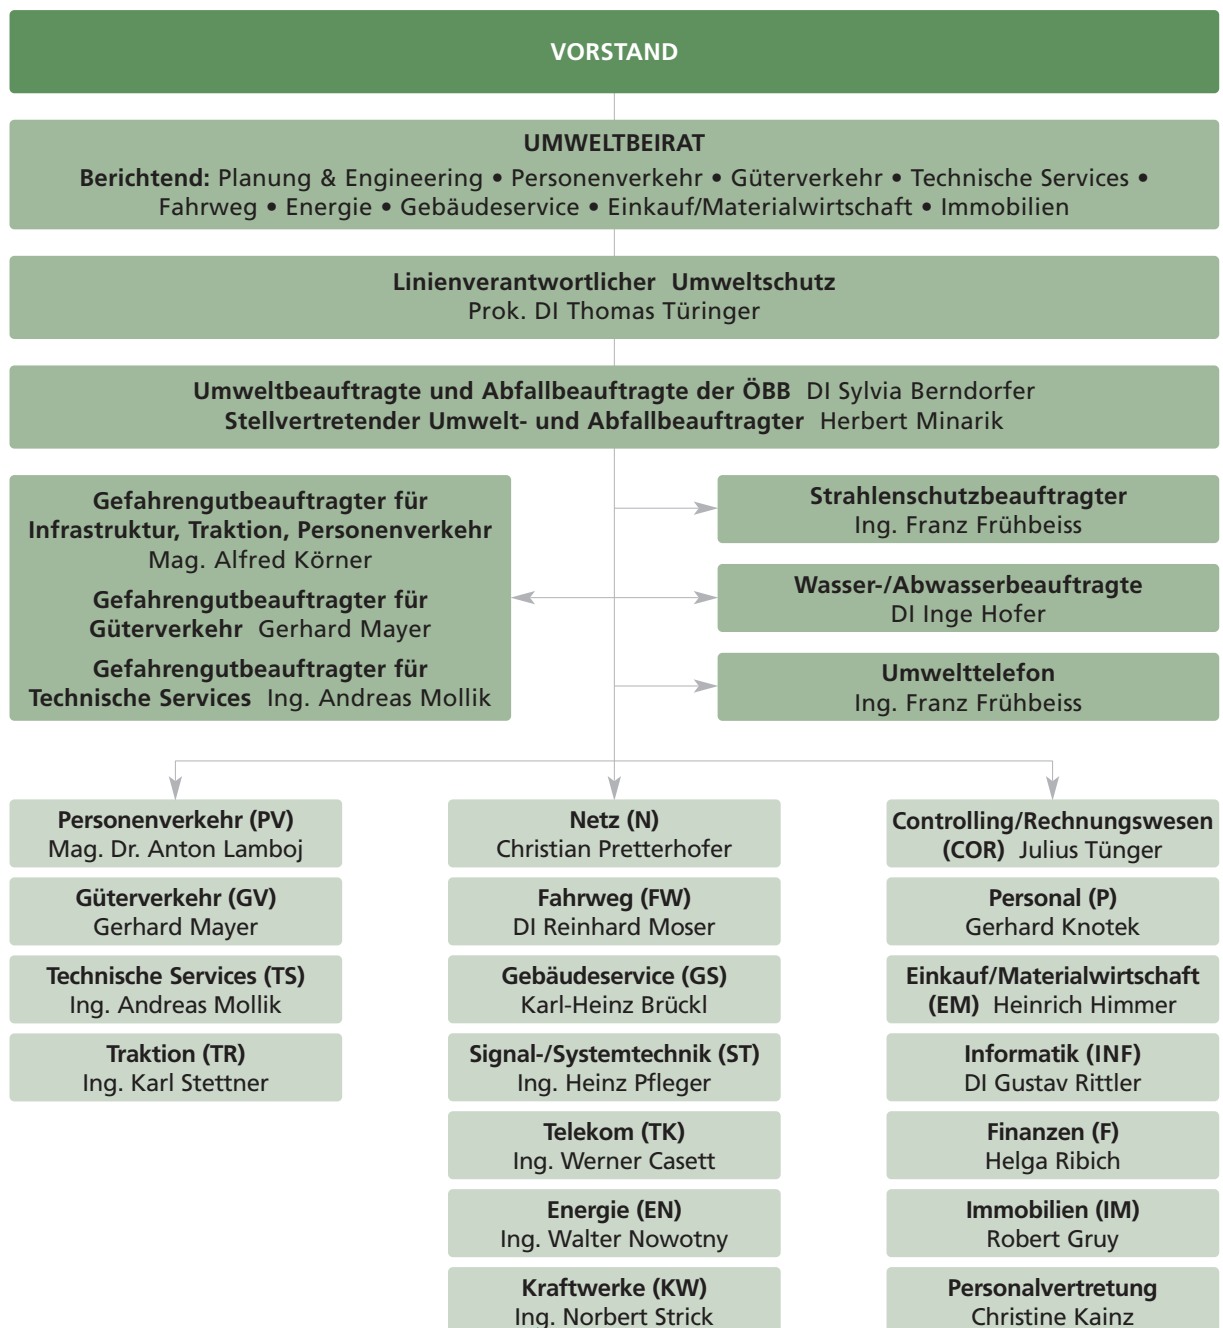 VORSTAND
UMWELTBEIRAT
Berichtend: Planung & Engineering • Personenverkehr • Güterverkehr • Technische Services •
Fahrweg • Energie • Gebäudeservice • Einkauf/Materialwirtschaft • Immobilien
Linienverantwortlicher Umweltschutz
Prok. DI Thomas Türinger
Umweltbeauftragte und Abfallbeauftragte der ÖBB DI Sylvia Berndorfer
Stellvertretender Umwelt- und Abfallbeauftragter Herbert Minarik
Gefahrengutbeauftragter für
Infrastruktur, Traktion, Personenverkehr
Mag. Alfred Körner
Gefahrengutbeauftragter für
Güterverkehr Gerhard Mayer
Gefahrengutbeauftragter für
Technische Services Ing. Andreas Mollik
Strahlenschutzbeauftragter
Ing. Franz Frühbeiss
Wasser-/Abwasserbeauftragte
DI Inge Hofer
Umwelttelefon
Ing. Franz Frühbeiss
Personenverkehr (PV)
Mag. Dr. Anton Lamboj
Güterverkehr (GV)
Gerhard Mayer
Technische Services (TS)
Ing. Andreas Mollik
Traktion (TR)
Ing. Karl Stettner
Netz (N)
Christian Pretterhofer
Fahrweg (FW)
DI Reinhard Moser
Gebäudeservice (GS)
Karl-Heinz Brückl
Signal-/Systemtechnik (ST)
Ing. Heinz Pfleger
Telekom (TK)
Ing. Werner Casett
Energie (EN)
Ing. Walter Nowotny
Kraftwerke (KW)
Ing. Norbert Strick
Controlling/Rechnungswesen
(COR) Julius Tünger
Personal (P)
Gerhard Knotek
Einkauf/Materialwirtschaft
(EM) Heinrich Himmer
Informatik (INF)
DI Gustav Rittler
Finanzen (F)
Helga Ribich
Immobilien (IM)
Robert Gruy
Personalvertretung
Christine Kainz